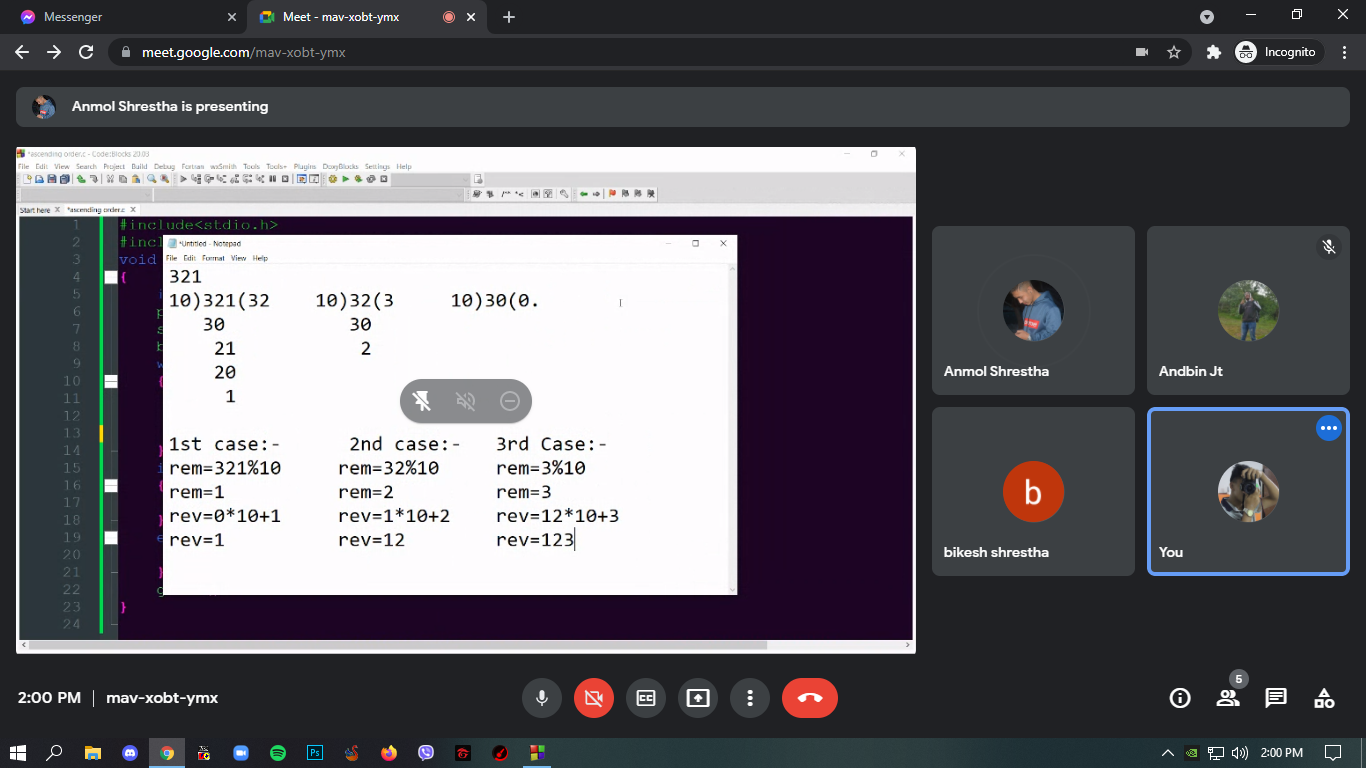 Messenger
Meet - mav-xobt-ymx
meet.google.com/mav-xobt-ymx
Incognito
Anmol Shrestha is presenting
*ascending order.c - Code::Blocks 20.03
File Edit View Search Project Build Debug Fortran wxSmith Tools Tools+ Plugins DoxyBlocks Settings Help
Start here
*ascending order.c
1 #include<stdio.h>
2 #incl
3 void
4 {
5 i
6 p
7 s
8 b
9 w
10 {
11
12
13
14 }
15 i
16 {
17
18 }
19 e
20
21 }
22 g
23 }
24
*Untitled - Notepad
File Edit Format View Help
321
10)321(32 10)32(3 10)30(0.
30 30
21 2
20
1
1st case:- 2nd case:- 3rd Case:-
rem=321%10 rem=32%10 rem=3%10
rem=1 rem=2 rem=3
rev=0*10+1 rev=1*10+2 rev=12*10+3
rev=1 rev=12 rev=123
Anmol Shrestha
Andbin Jt
b
bikesh shrestha
You
2:00 PM | mav-xobt-ymx
5
Ps
2:00 PM